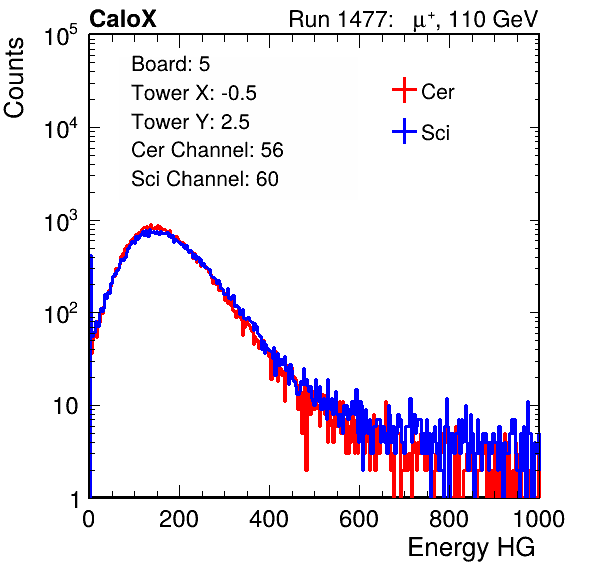 CaloX Run 1477: μ⁺, 110 GeV
Counts
Board: 5
Tower X: -0.5
Tower Y: 2.5
Cer Channel: 56
Sci Channel: 60
Cer
Sci
10⁵
10⁴
10³
10²
10
1
0 200 400 600 800 1000
Energy HG